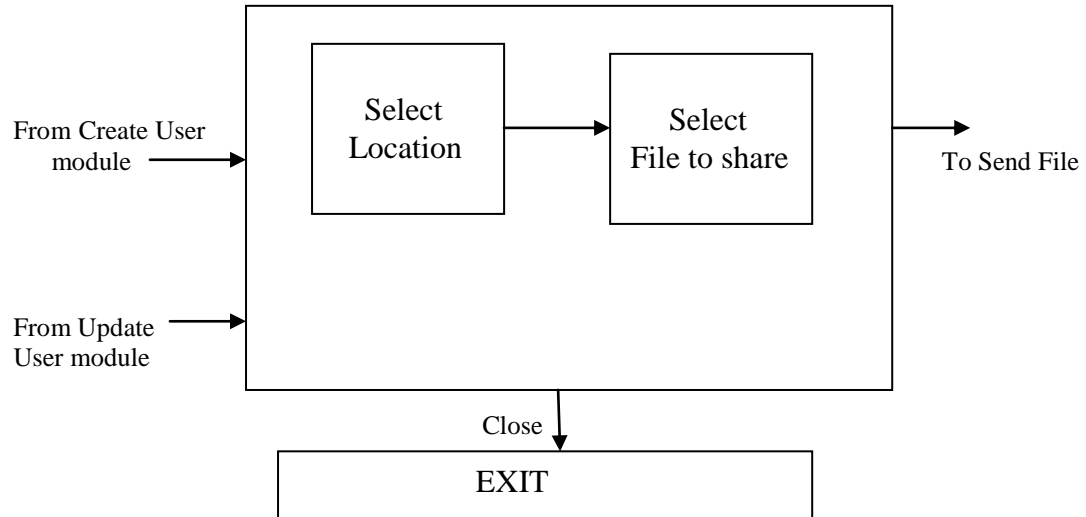 From Create User
module
Select
Location
Select
File to share
To Send File
From Update
User module
Close
EXIT